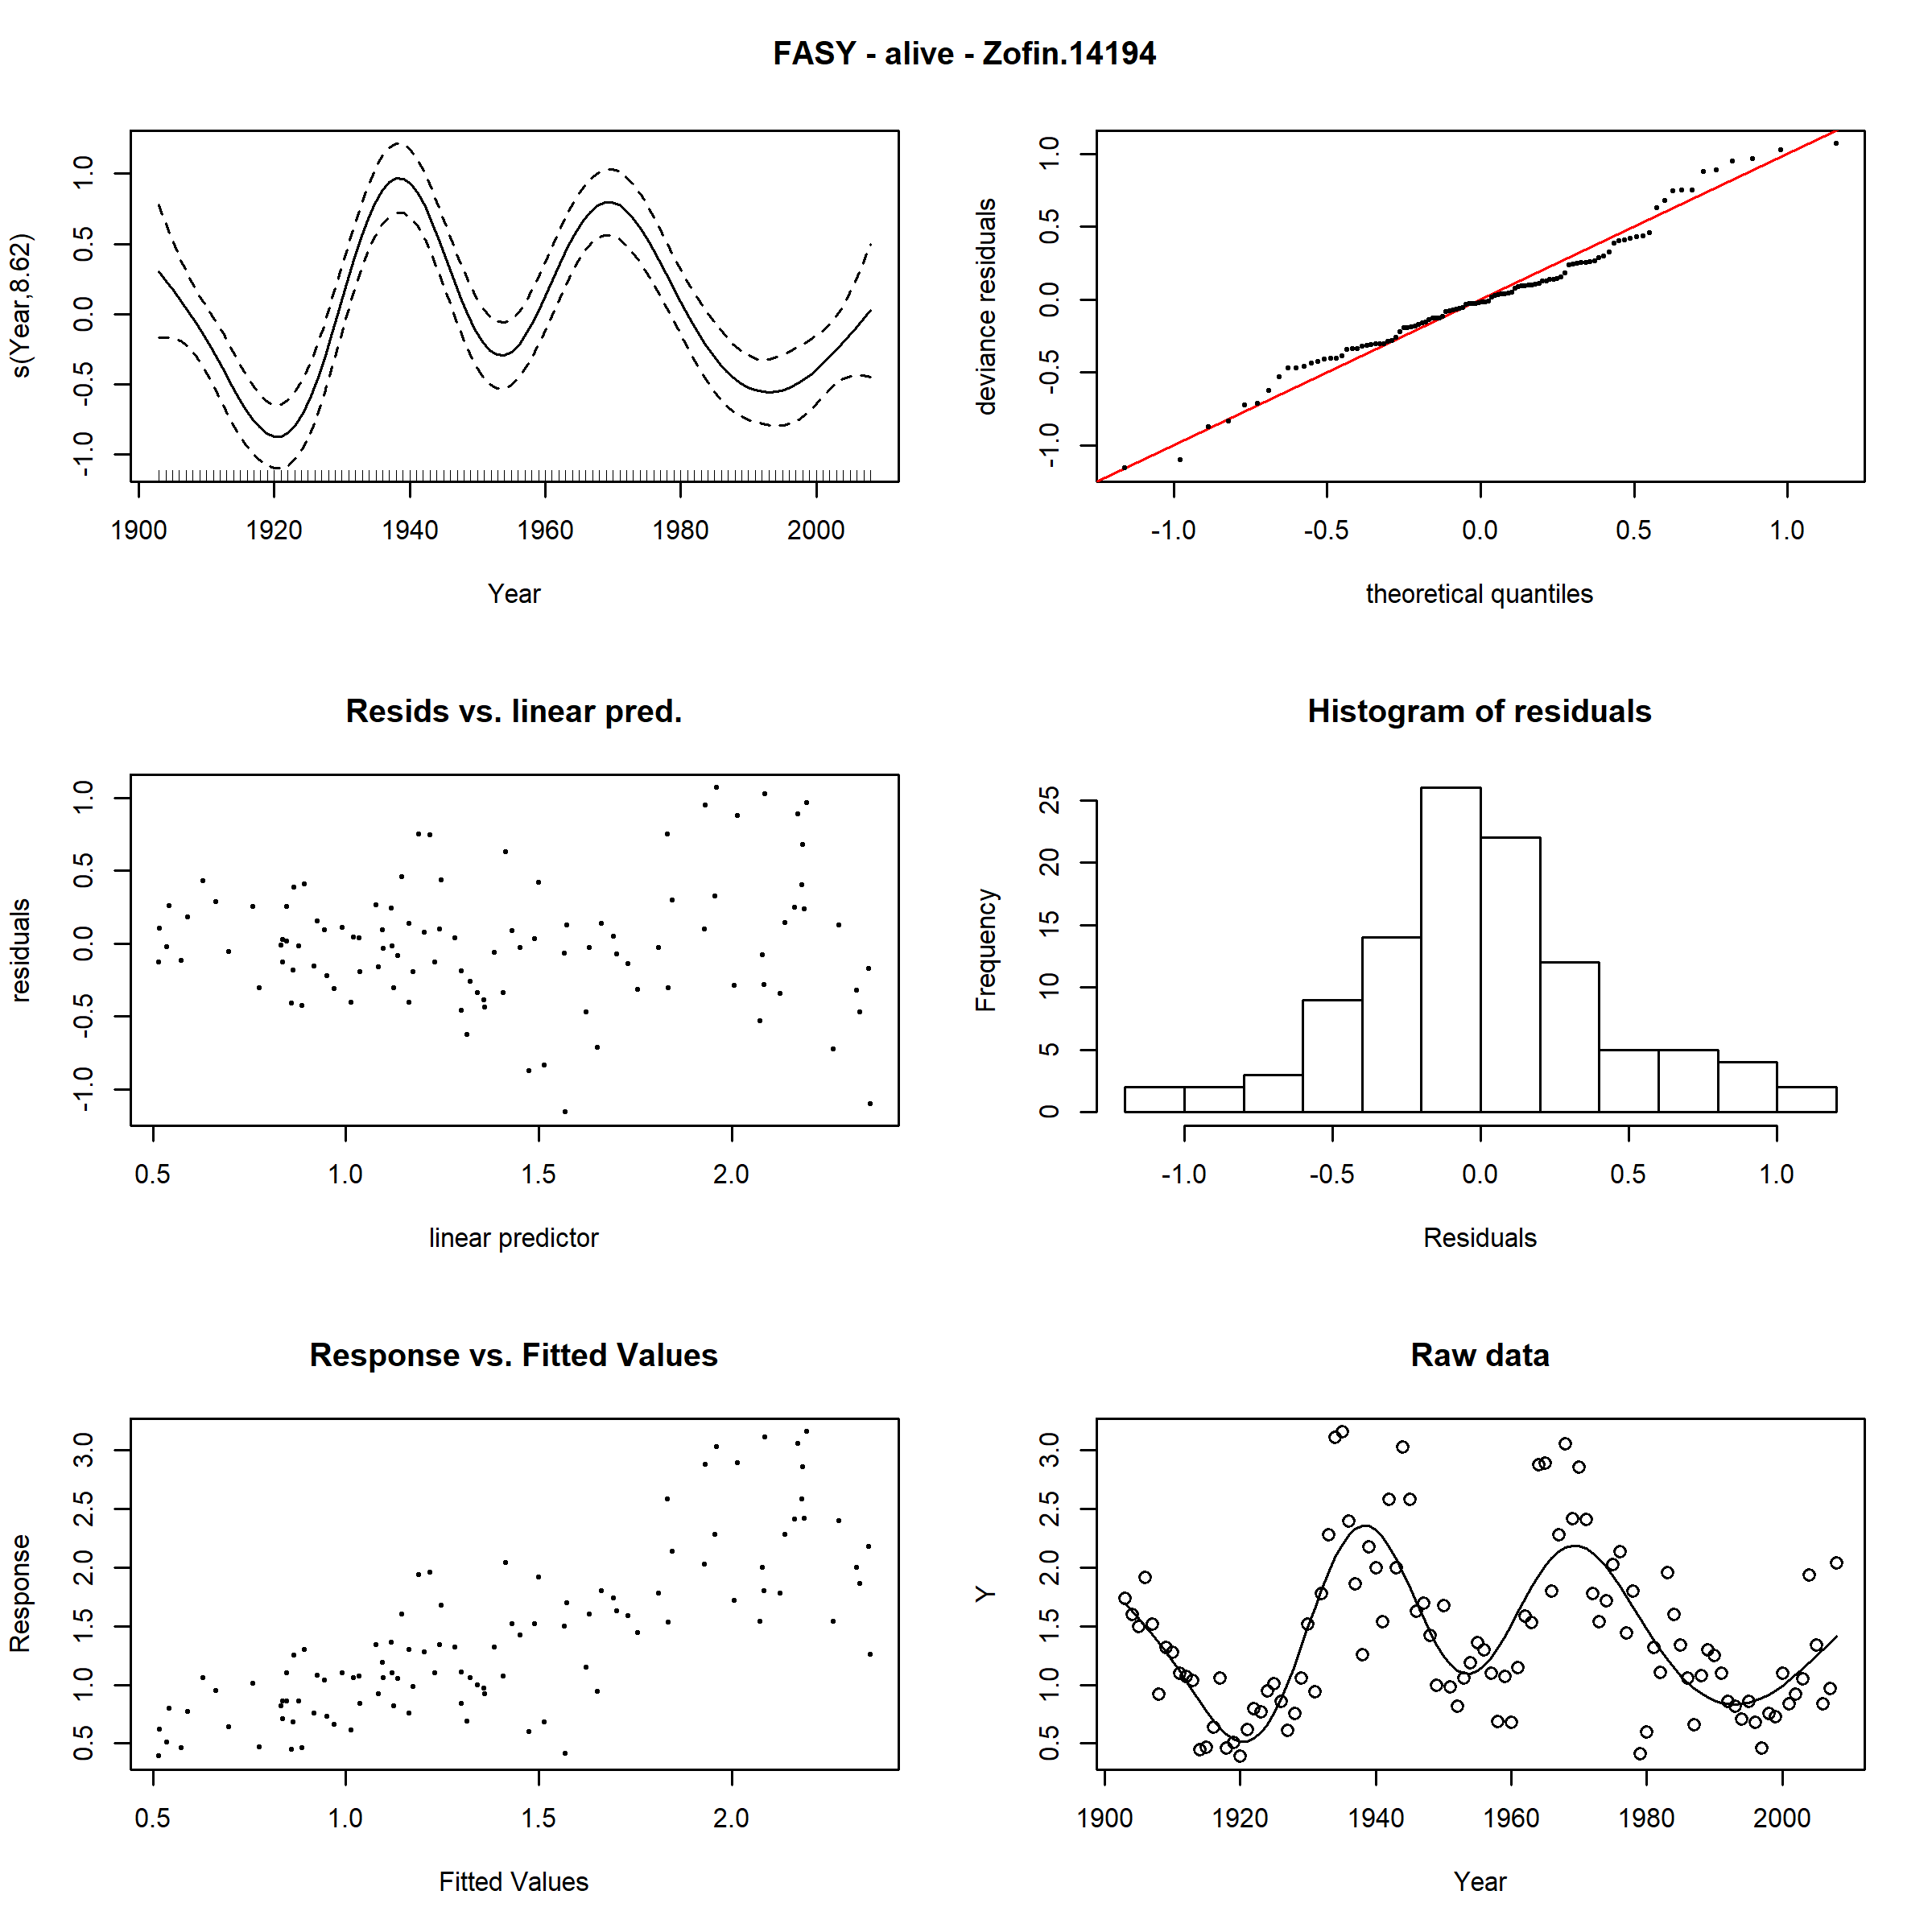 FASY - alive - Zofin.14194
s(Year,8.62)
-1.0 -0.5 0.0 0.5 1.0
1900 1920 1940 1960 1980 2000
Year
deviance residuals
-1.0 -0.5 0.0 0.5 1.0
-1.0 -0.5 0.0 0.5 1.0
theoretical quantiles
Resids vs. linear pred.
residuals
-1.0 -0.5 0.0 0.5 1.0
0.5 1.0 1.5 2.0
linear predictor
Histogram of residuals
Frequency
0 5 10 15 20 25
-1.0 -0.5 0.0 0.5 1.0
Residuals
Response vs. Fitted Values
Response
0.5 1.0 1.5 2.0 2.5 3.0
0.5 1.0 1.5 2.0
Fitted Values
Raw data
Y
0.5 1.0 1.5 2.0 2.5 3.0
1900 1920 1940 1960 1980 2000
Year